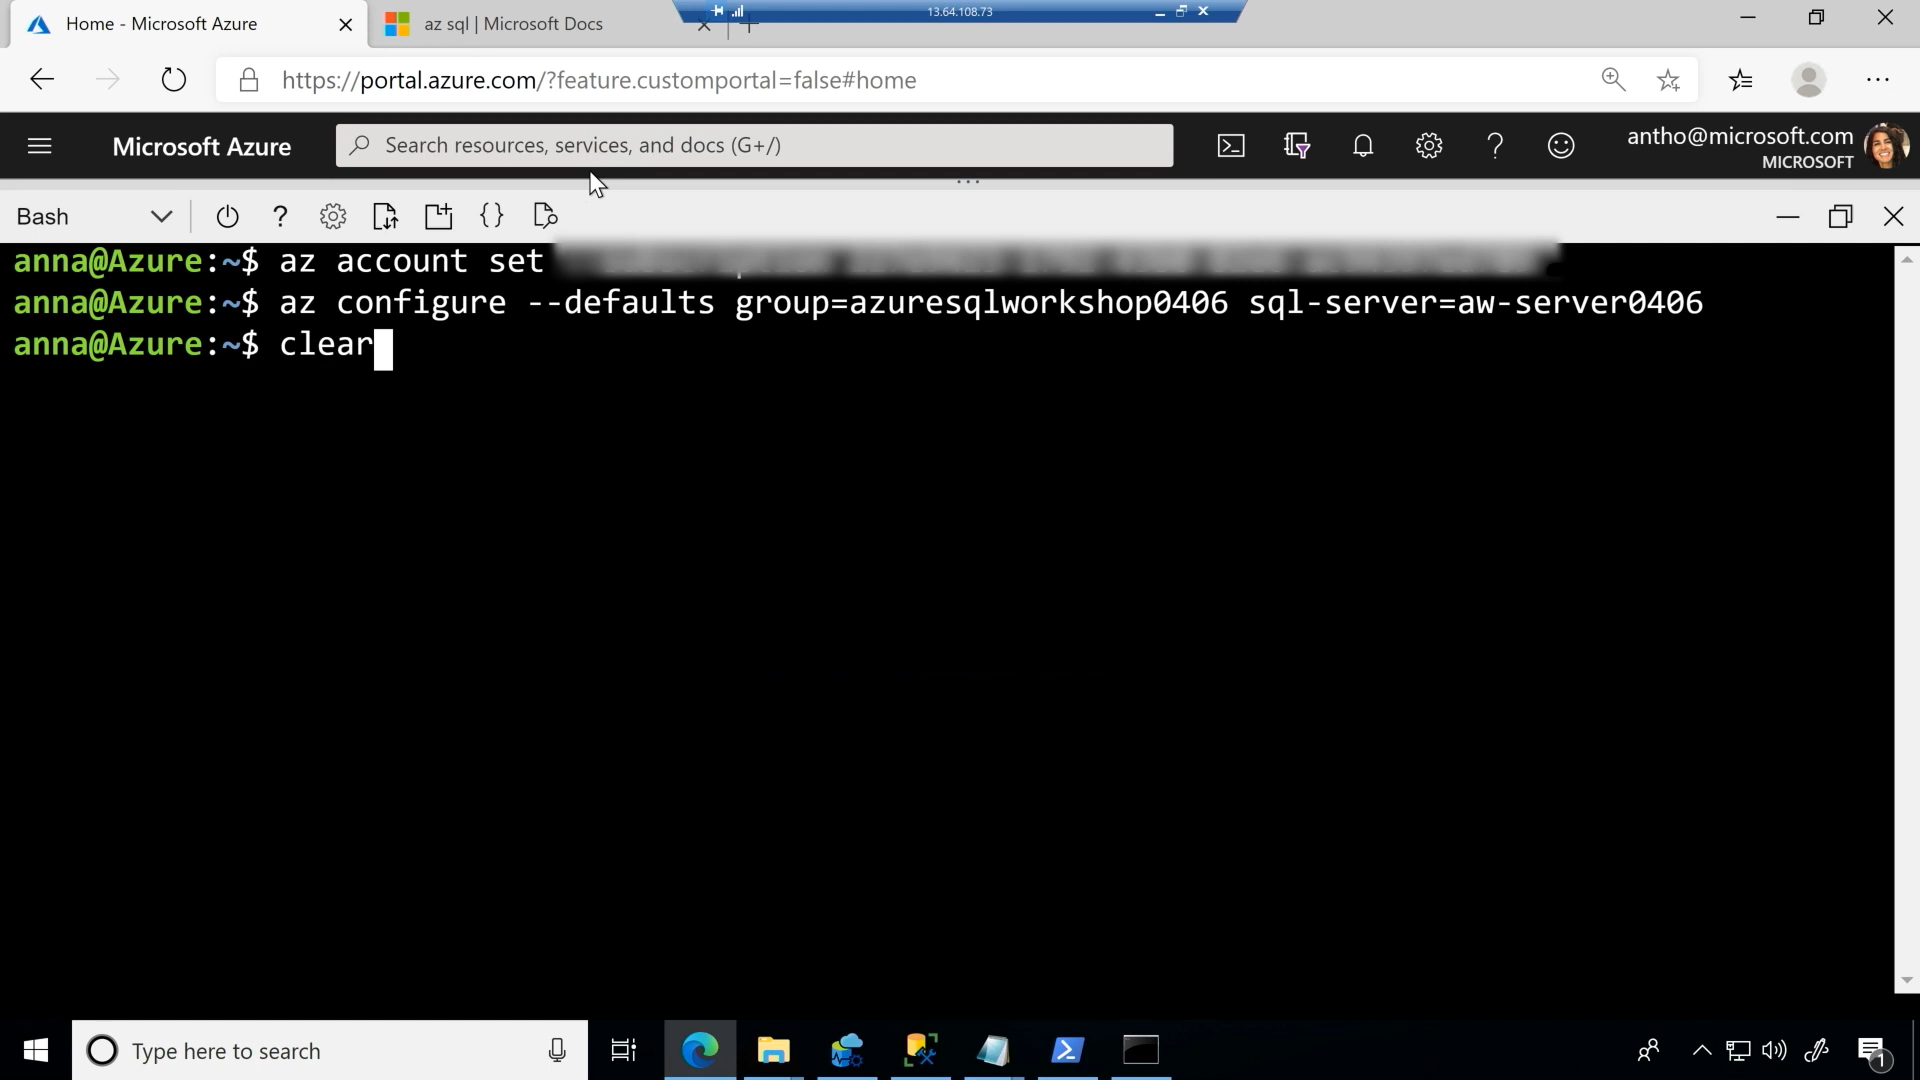 Home - Microsoft Azure
az sql | Microsoft Docs
13.64.108.73
https://portal.azure.com/?feature.customportal=false#home
Microsoft Azure
Search resources, services, and docs (G+/)
antho@microsoft.com
MICROSOFT
Bash
anna@Azure:~$ az account set
anna@Azure:~$ az configure --defaults group=azuresqlworkshop0406 sql-server=aw-server0406
anna@Azure:~$ clear
Type here to search
1